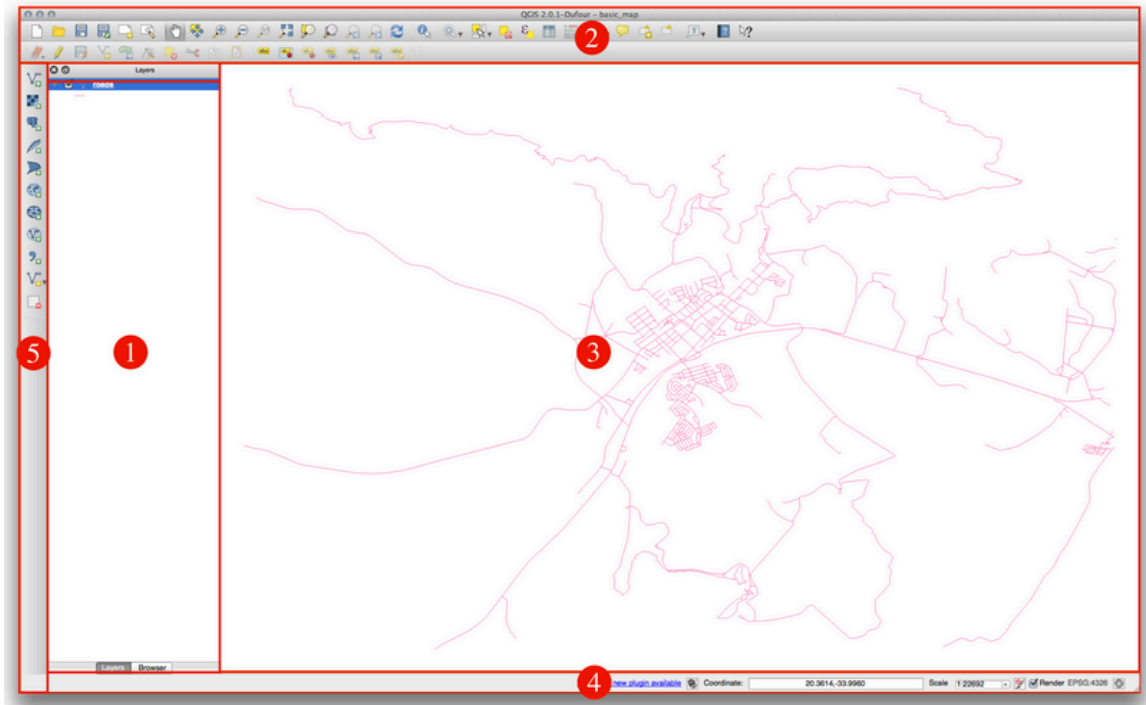 QGIS 2.0.1-Dufour - basic_map
2
Layers
roads
5
1
3
Layers Browser
4
new plugin available Coordinate: 20.3614,-33.9960 Scale 1:22692 Render EPSG:4326